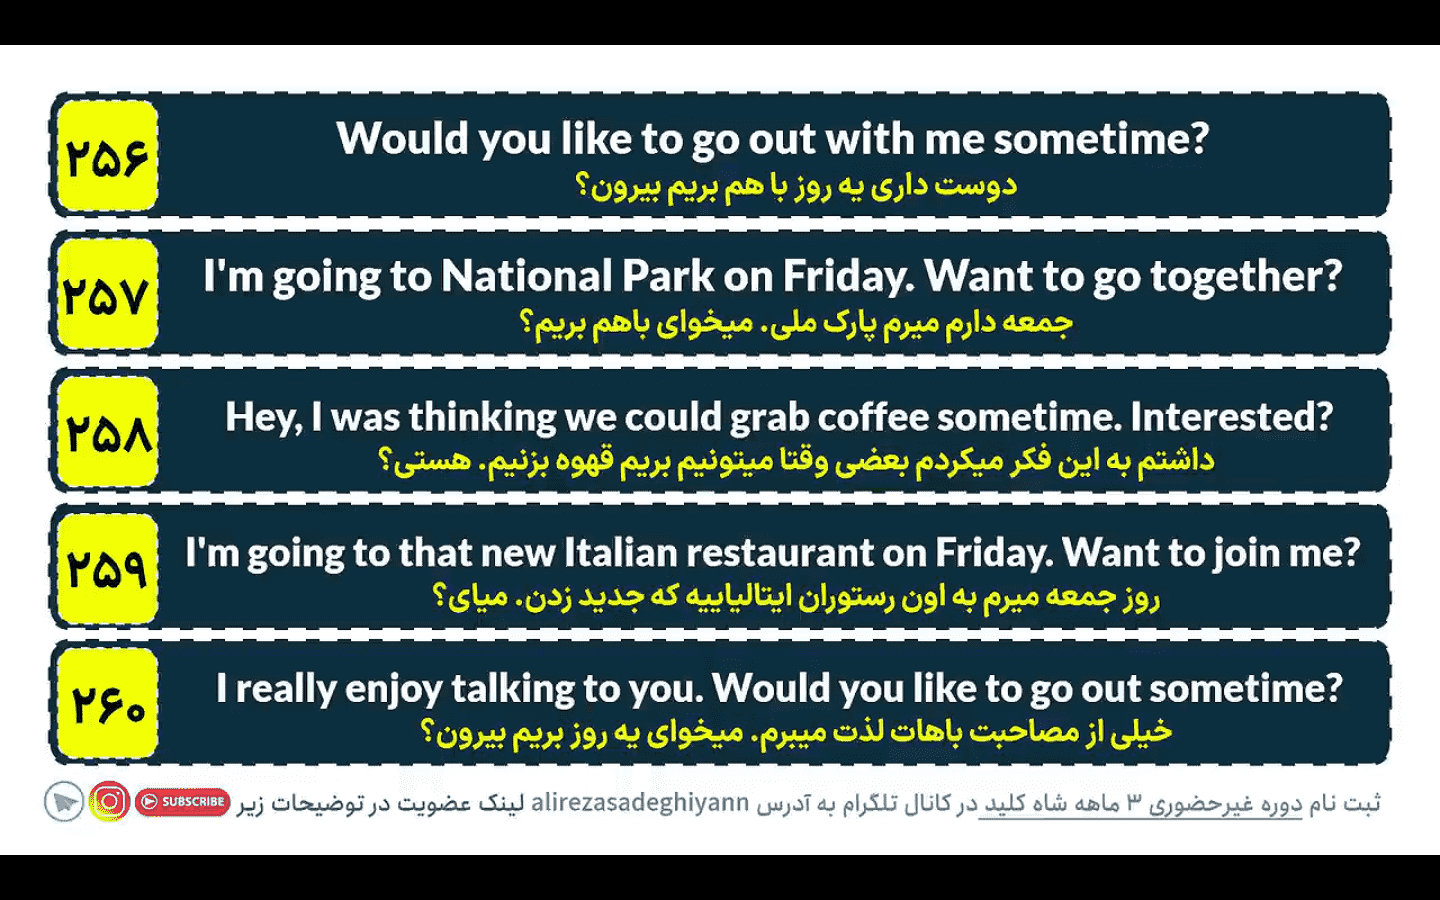 ۲۵۶
Would you like to go out with me sometime?
دوست داری یه روز با هم بریم بیرون؟
۲۵۷
I'm going to National Park on Friday. Want to go together?
جمعه دارم میرم پارک ملی. میخوای باهم بریم؟
۲۵۸
Hey, I was thinking we could grab coffee sometime. Interested?
داشتم به این فکر میکردم بعضی وقتا میتونیم بریم قهوه بزنیم. هستی؟
۲۵۹
I'm going to that new Italian restaurant on Friday. Want to join me?
روز جمعه میرم به اون رستوران ایتالیاییه که جدید زدن. میای؟
۲۶۰
I really enjoy talking to you. Would you like to go out sometime?
خیلی از مصاحبت باهات لذت میبرم. میخوای یه روز بریم بیرون؟
ثبت نام دوره غیرحضوری ۳ ماهه شاه کلید در کانال تلگرام به آدرس alirezasadeghiyann لینک عضویت در توضیحات زیر SUBSCRIBE